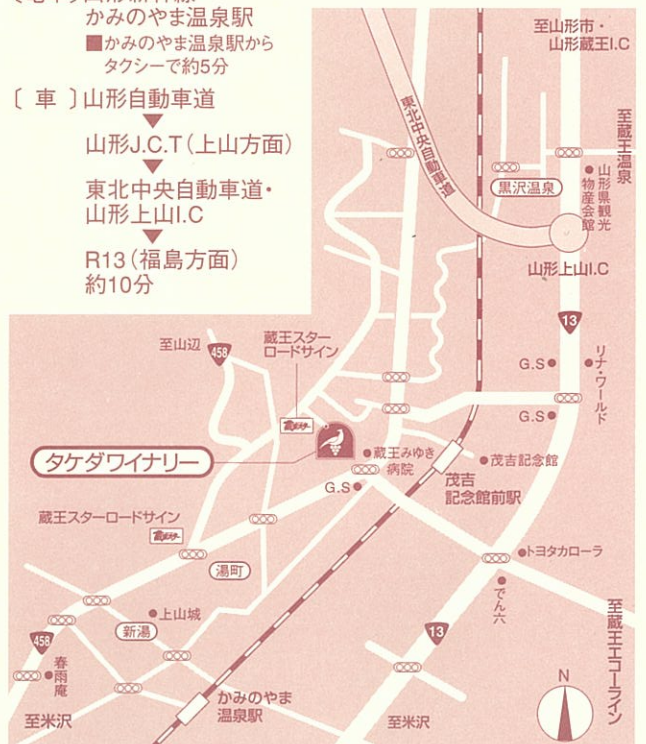 かみのやま温泉駅
■かみのやま温泉駅から
タクシーで約5分
〔 車 〕山形自動車道
▼
山形J.C.T(上山方面)
▼
東北中央自動車道・
山形上山I.C
▼
R13(福島方面)
約10分
至山形市・
山形蔵王I.C
東北中央自動車道
至蔵王温泉
黒沢温泉
山形県観光
物産会館
山形上山I.C
13
至山辺
458
蔵王スター
ロードサイン
G.S
リナ・ワールド
G.S
タケダワイナリー
蔵王みゆき
病院
G.S
茂吉記念館
茂吉
記念館前駅
蔵王スターロードサイン
湯町
トヨタカローラ
でん六
上山城
新湯
458
13
春雨庵
至蔵王エコーライン
かみのやま
温泉駅
至米沢
至米沢
N